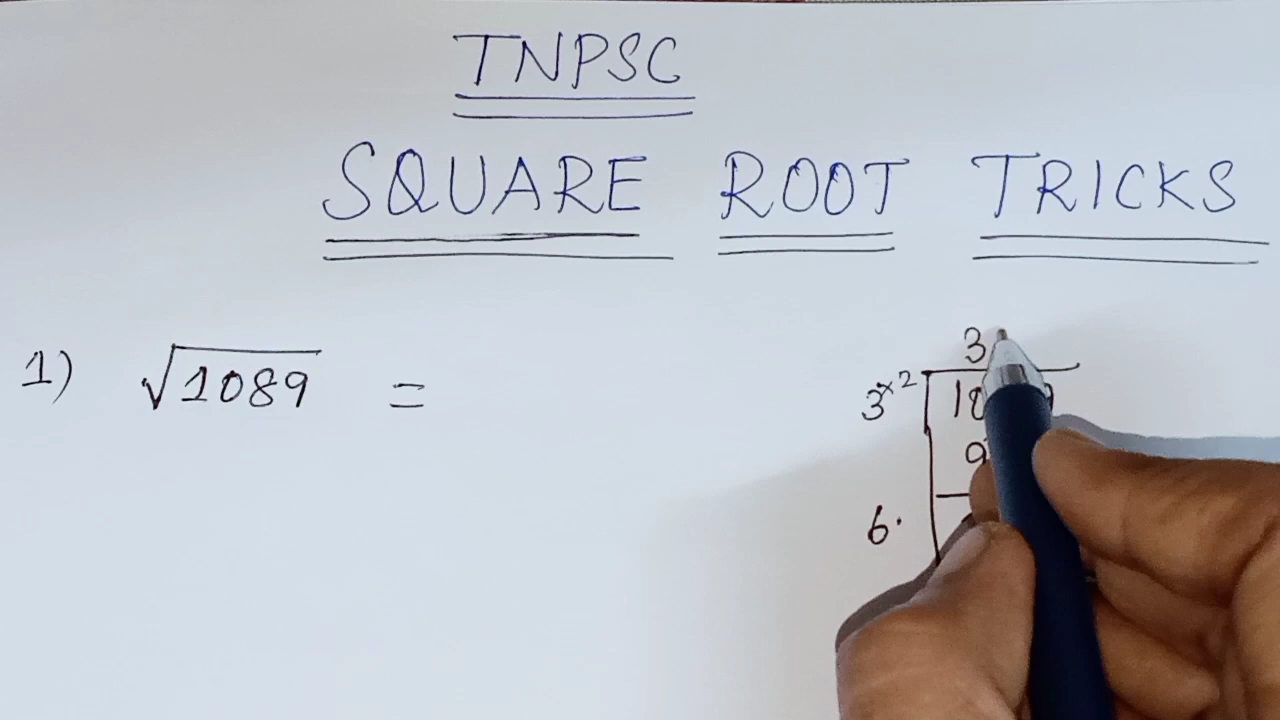 TNPSC
SQUARE ROOT TRICKS
1) √1089 =
3
3×2
9
6.